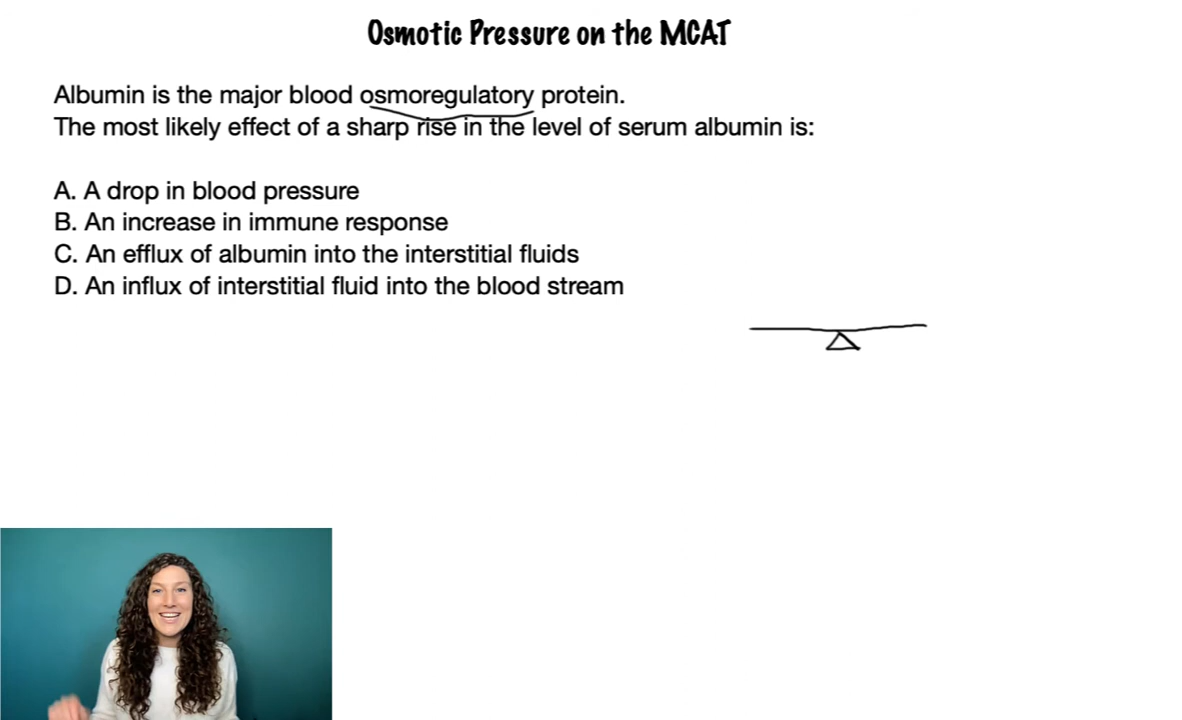 Osmotic Pressure on the MCAT
Albumin is the major blood osmoregulatory protein.
The most likely effect of a sharp rise in the level of serum albumin is:
A. A drop in blood pressure
B. An increase in immune response
C. An efflux of albumin into the interstitial fluids
D. An influx of interstitial fluid into the blood stream